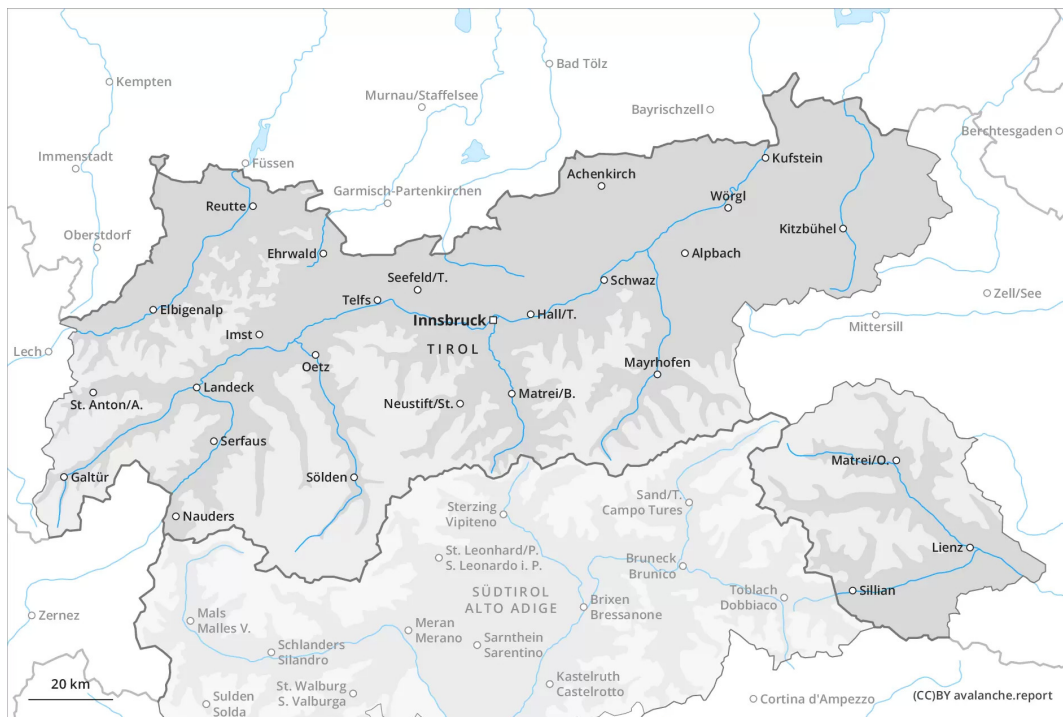 Kempten
Bad Tölz
Murnau/Staffelsee
Bayrischzell
Berchtesgaden
Immenstadt
Füssen
Kufstein
Achenkirch
Garmisch-Partenkirchen
Reutte
Wörgl
Kitzbühel
Oberstdorf
Ehrwald
Alpbach
Seefeld/T.
Schwaz
Zell/See
Telfs
Elbigenalp
Innsbruck
Hall/T.
Mittersill
Imst
TIROL
Lech
Oetz
Mayrhofen
Landeck
St. Anton/A.
Neustift/St.
Matrei/B.
Serfaus
Matrei/O.
Galtür
Sölden
Sand/T.
Campo Tures
Sterzing
Vipiteno
Nauders
Lienz
St. Leonhard/P.
S. Leonardo i. P.
Bruneck
Brunico
SÜDTIROL
ALTO ADIGE
Toblach
Dobbiaco
Sillian
Brixen
Bressanone
Zernez
Mals
Malles V.
Meran
Merano
Sarnthein
Sarentino
Schlanders
Silandro
Kastelruth
Castelrotto
20 km
St. Walburg
S. Valburga
Sulden
Solda
Cortina d'Ampezzo
(CC)BY avalanche.report